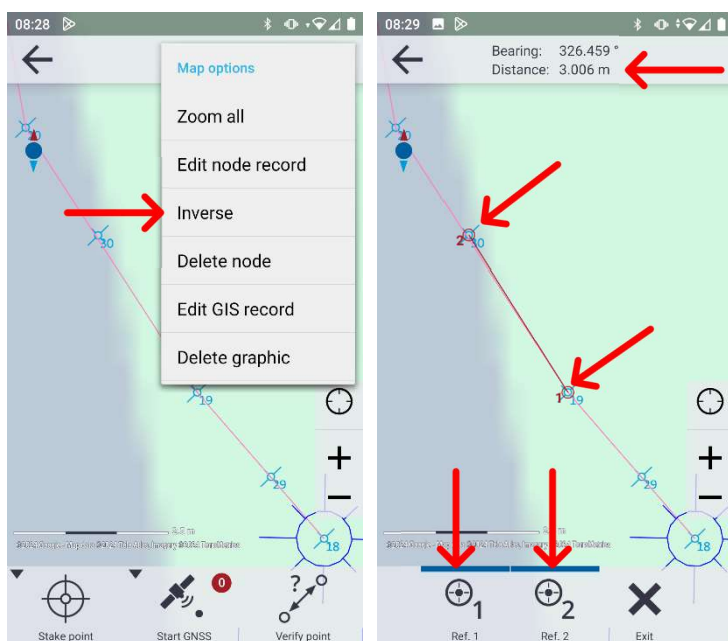 08:28
Map options
Zoom all
Edit node record
Inverse
Delete node
Edit GIS record
Delete graphic
30
19
29
18
0
?
Stake point
Start GNSS
Verify point
08:29
Bearing: 326.459 °
Distance: 3.006 m
2
30
1
19
29
18
1
2
Ref. 1
Ref. 2
Exit